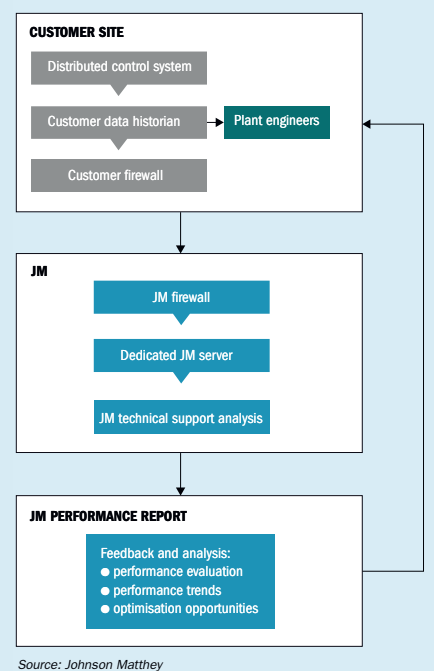 CUSTOMER SITE
Distributed control system
Customer data historian
Plant engineers
Customer firewall
JM
JM firewall
Dedicated JM server
JM technical support analysis
JM PERFORMANCE REPORT
Feedback and analysis:
● performance evaluation
● performance trends
● optimisation opportunities
Source: Johnson Matthey